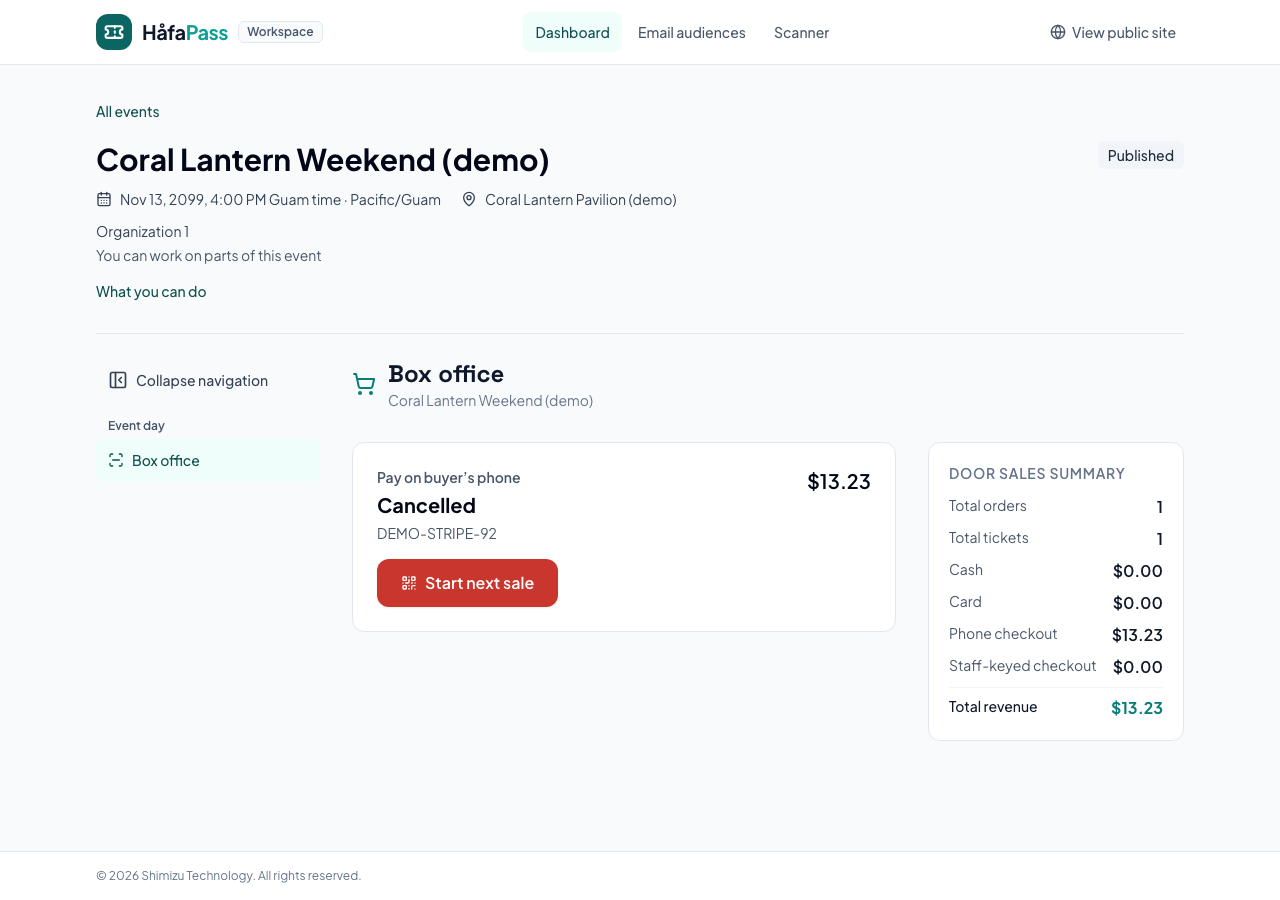 HåfaPass
Workspace
Dashboard
Email audiences
Scanner
View public site
All events
Coral Lantern Weekend (demo)
Published
Nov 13, 2099, 4:00 PM Guam time · Pacific/Guam
Coral Lantern Pavilion (demo)
Organization 1
You can work on parts of this event
What you can do
Collapse navigation
Event day
Box office
Box office
Coral Lantern Weekend (demo)
Pay on buyer’s phone
$13.23
Cancelled
DEMO-STRIPE-92
Start next sale
DOOR SALES SUMMARY
Total orders 1
Total tickets 1
Cash $0.00
Card $0.00
Phone checkout $13.23
Staff-keyed checkout $0.00
Total revenue $13.23
© 2026 Shimizu Technology. All rights reserved.